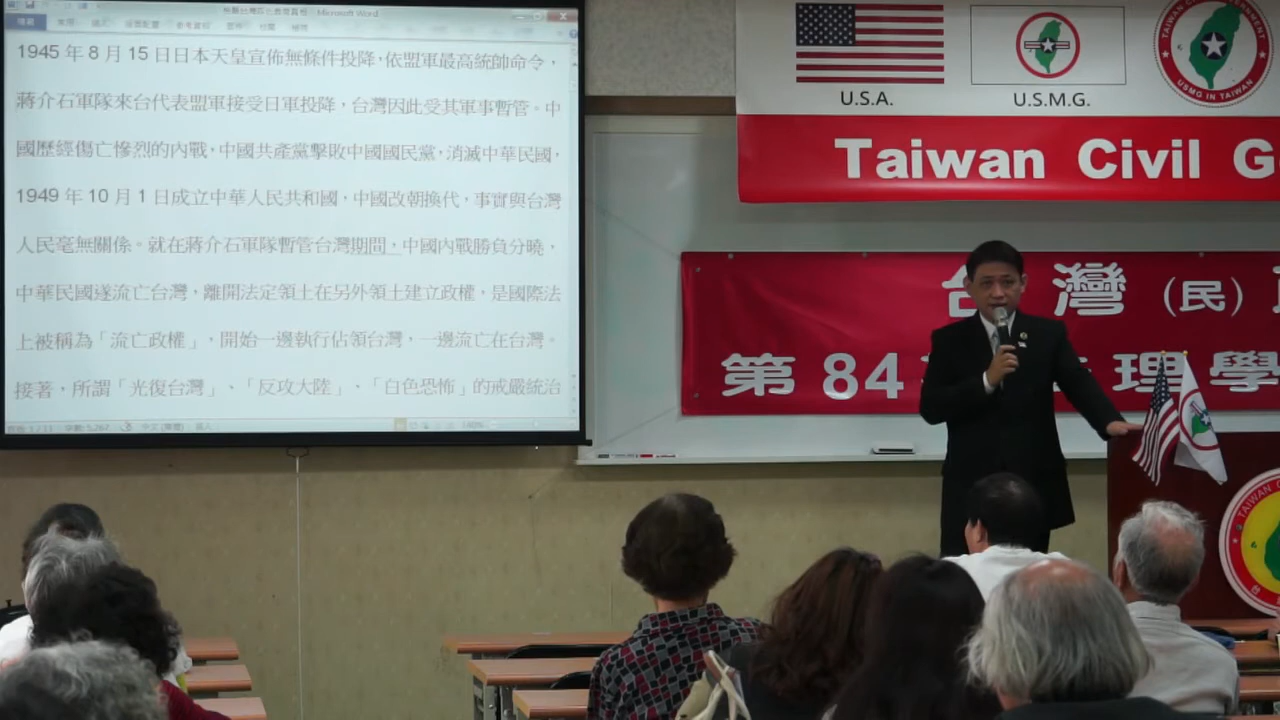 Microsoft Word
1945 年 8 月 15 日日本天皇宣佈無條件投降，依盟軍最高統帥命令，
蔣介石軍隊來台代表盟軍接受日軍投降，台灣因此受其軍事暫管。中
國歷經傷亡慘烈的內戰，中國共產黨擊敗中國國民黨，消滅中華民國，
1949 年 10 月 1 日成立中華人民共和國，中國改朝換代，事實與台灣
人民毫無關係。就在蔣介石軍隊暫管台灣期間，中國內戰勝負分曉，
中華民國遂流亡台灣，離開法定領土在另外領土建立政權，是國際法
上被稱為「流亡政權」，開始一邊執行佔領台灣，一邊流亡在台灣。
接著，所謂「光復台灣」、「反攻大陸」、「白色恐怖」的戒嚴統治
U.S.A.
U.S.M.G.
USMG IN TAIWAN
Taiwan Civil G
台灣（民）
第 84
理學